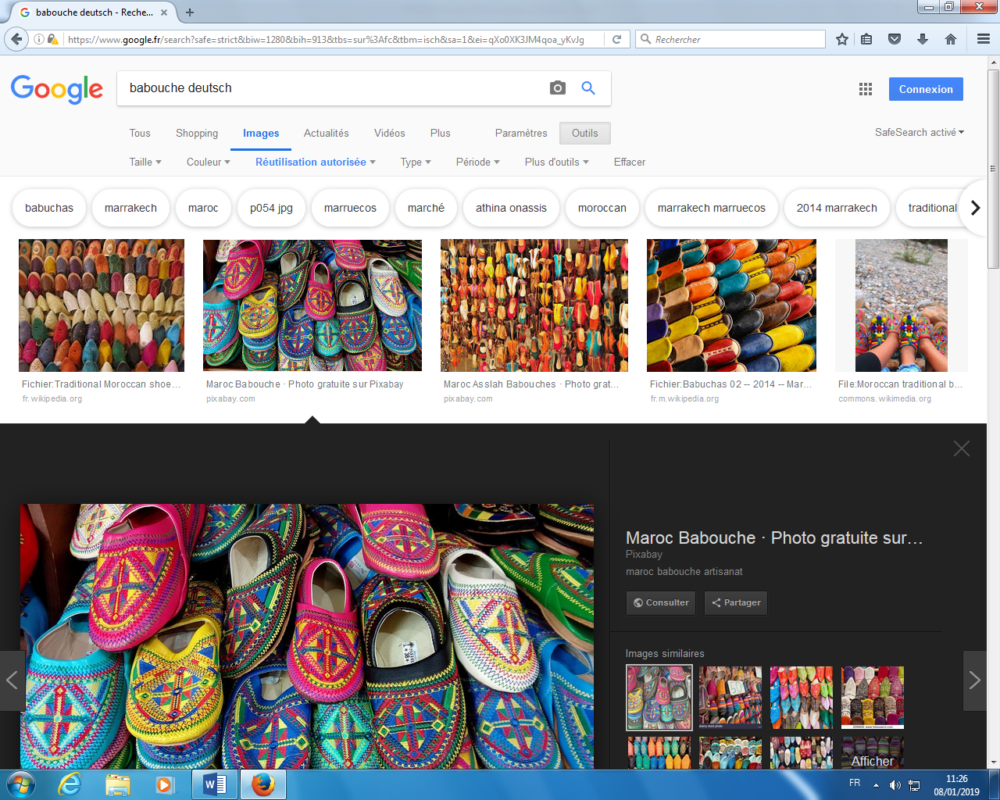 babouche deutsch - Reche...
https://www.google.fr/search?safe=strict&biw=1280&bih=913&tbs=sur%3Afc&tbm=isch&sa=1&ei=qXo0XK3JM4qoa_yKvJg
Rechercher
Google
babouche deutsch
Connexion
Tous Shopping Images Actualités Vidéos Plus Paramètres Outils
SafeSearch activé
Taille Couleur Réutilisation autorisée Type Période Plus d'outils Effacer
babuchas marrakech maroc p054 jpg marruecos marché athina onassis moroccan marrakech marruecos 2014 marrakech traditional
Fichier:Traditional Moroccan shoe... Maroc Babouche · Photo gratuite sur Pixabay Maroc Asslah Babouches · Photo grat... Fichier:Babuchas 02 -- 2014 -- Mar... File:Moroccan traditional b...
fr.wikipedia.org pixabay.com pixabay.com fr.m.wikipedia.org commons.wikimedia.org
Maroc Babouche · Photo gratuite sur...
Pixabay
maroc babouche artisanat
Consulter Partager
Images similaires
Afficher
FR
11:26
08/01/2019